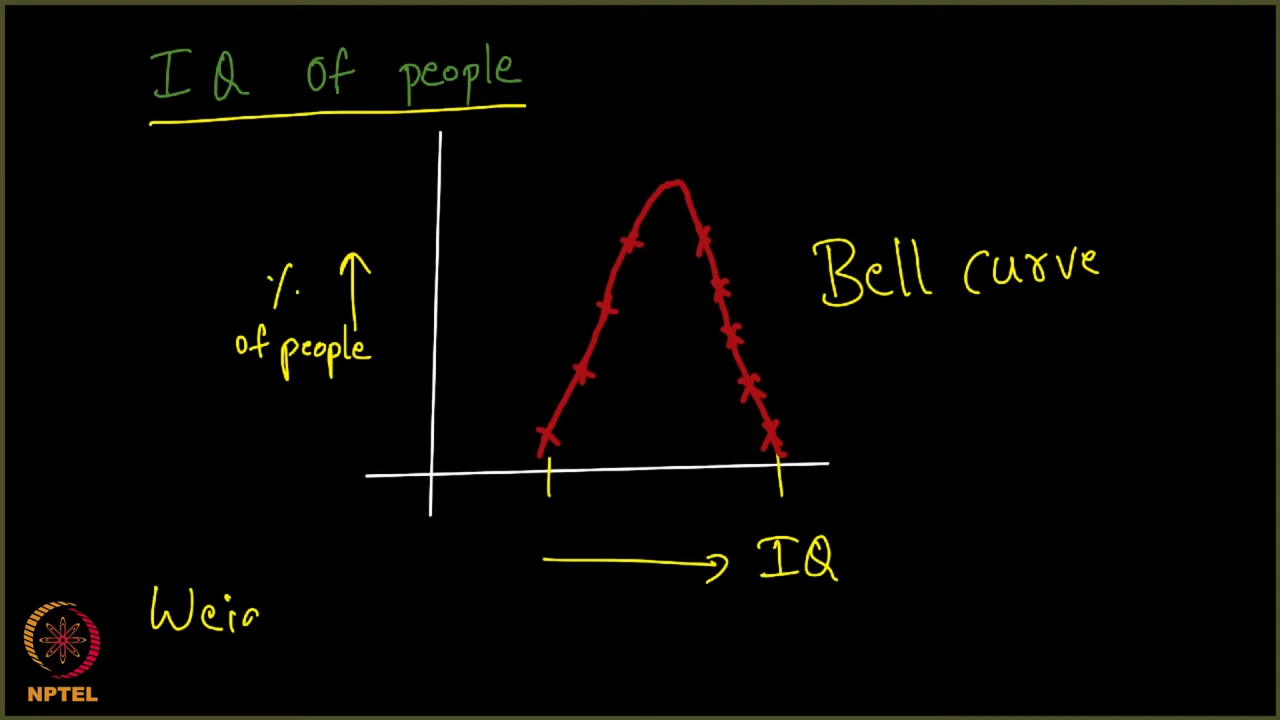 IQ of people
% of people
Bell curve
IQ
NPTEL